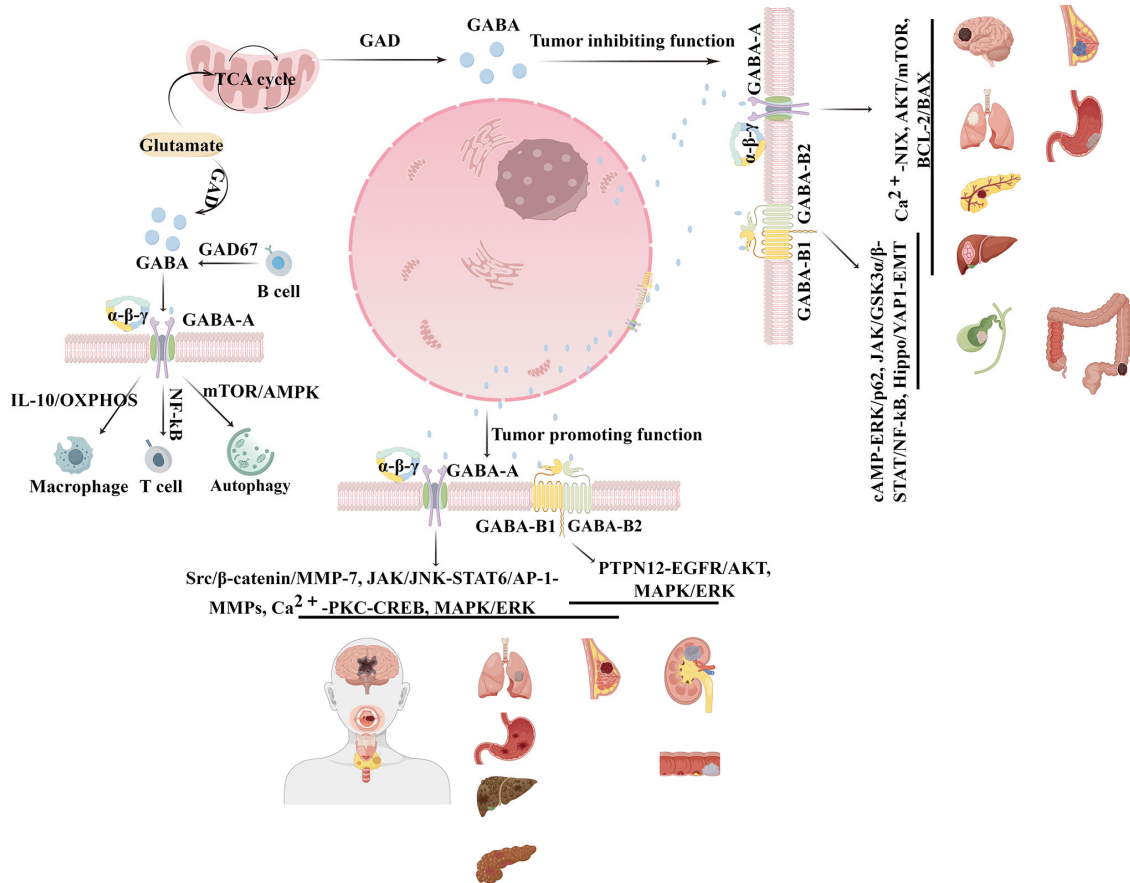 GAD
GABA
Tumor inhibiting function
TCA cycle
Glutamate
GAD
GABA
GAD67
B cell
α-β-γ
GABA-A
IL-10/OXPHOS
NF-kB
mTOR/AMPK
Macrophage
T cell
Autophagy
GABA-A
α-β-γ
GABA-B2
GABA-B1
Ca²⁺-NIX, AKT/mTOR,
BCL-2/BAX
cAMP-ERK/p62, JAK/GSK3α/β-
STAT/NF-kB, Hippo/YAP1-EMT
Tumor promoting function
α-β-γ
GABA-A
GABA-B1
GABA-B2
Src/β-catenin/MMP-7, JAK/JNK-STAT6/AP-1-
MMPs, Ca²⁺-PKC-CREB, MAPK/ERK
PTPN12-EGFR/AKT,
MAPK/ERK